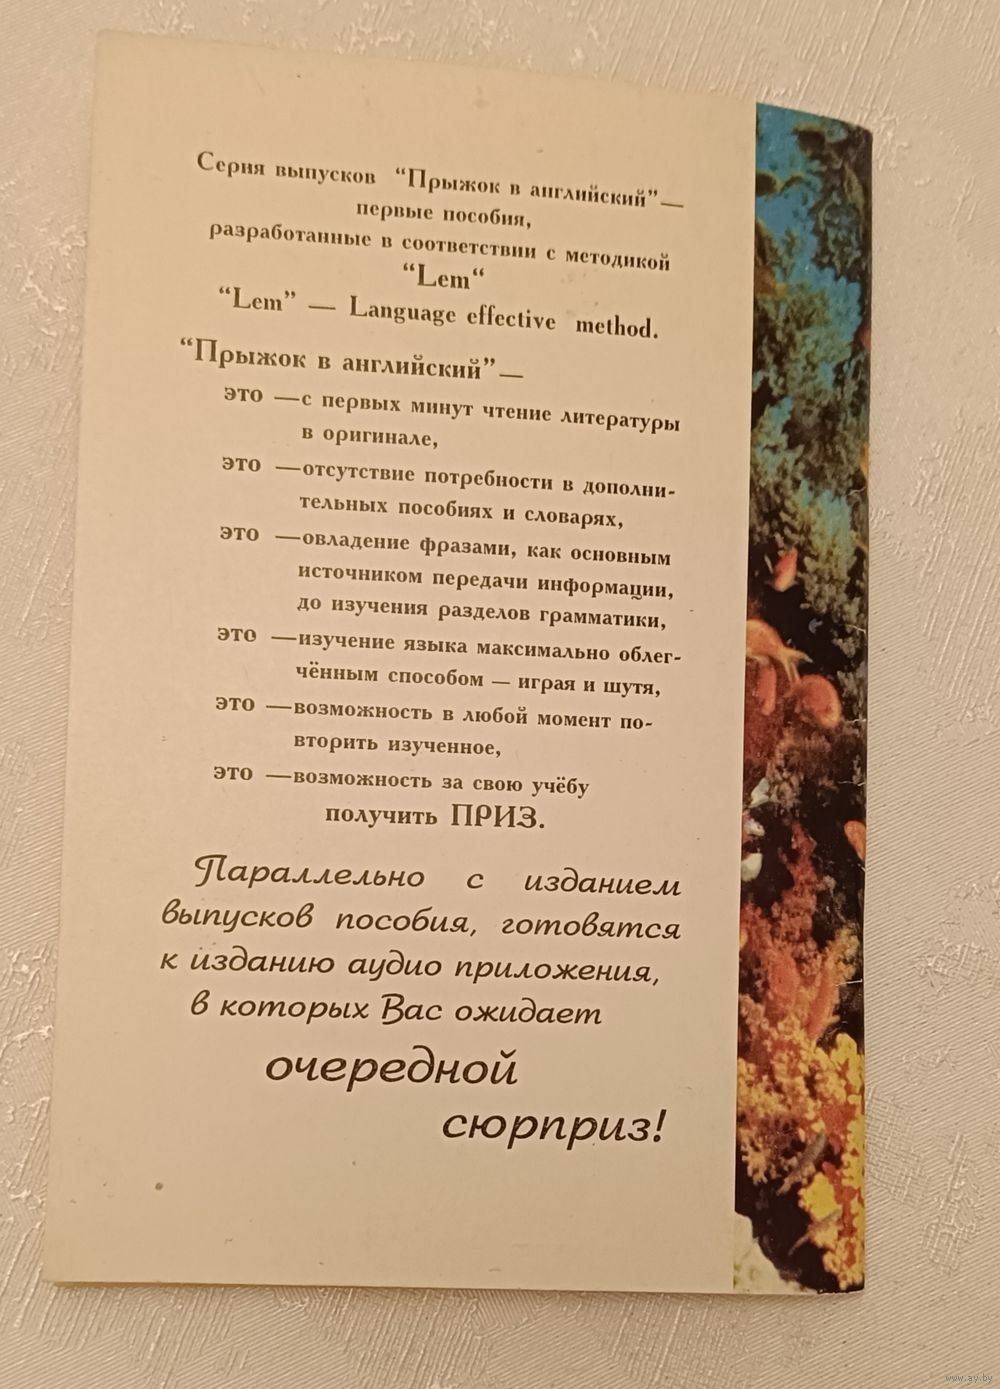 Серия выпусков “Прыжок в английский”—
первые пособия,
разработанные в соответствии с методикой
“Lem“
“Lem” — Language effective method.
“Прыжок в английский”—
это —с первых минут чтение литературы
в оригинале,
это —отсутствие потребности в дополни-
тельных пособиях и словарях,
это —овладение фразами, как основным
источником передачи информации,
до изучения разделов грамматики,
это —изучение языка максимально облег-
чённым способом — играя и шутя,
это —возможность в любой момент по-
вторить изученное,
это —возможность за свою учёбу
получить ПРИЗ.
Параллельно с изданием
выпусков пособия, готовятся
к изданию аудио приложения,
в которых Вас ожидает
очередной
сюрприз!
www.ay.by